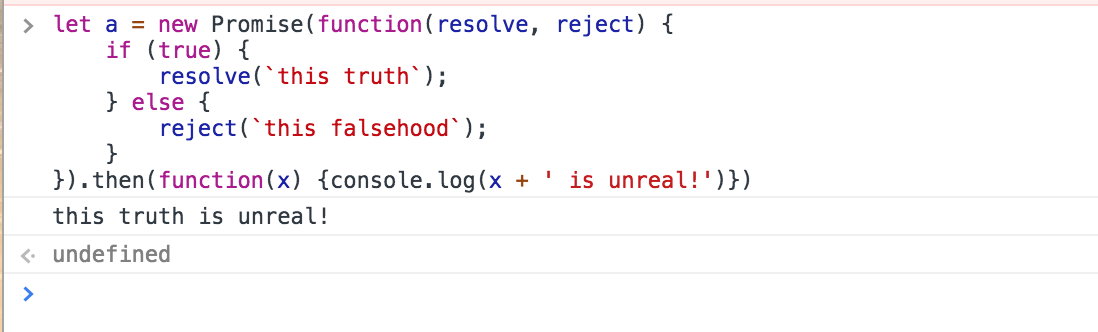 let a = new Promise(function(resolve, reject) {
    if (true) {
        resolve(`this truth`);
    } else {
        reject(`this falsehood`);
    }
}).then(function(x) {console.log(x + ' is unreal!')})
this truth is unreal!
undefined